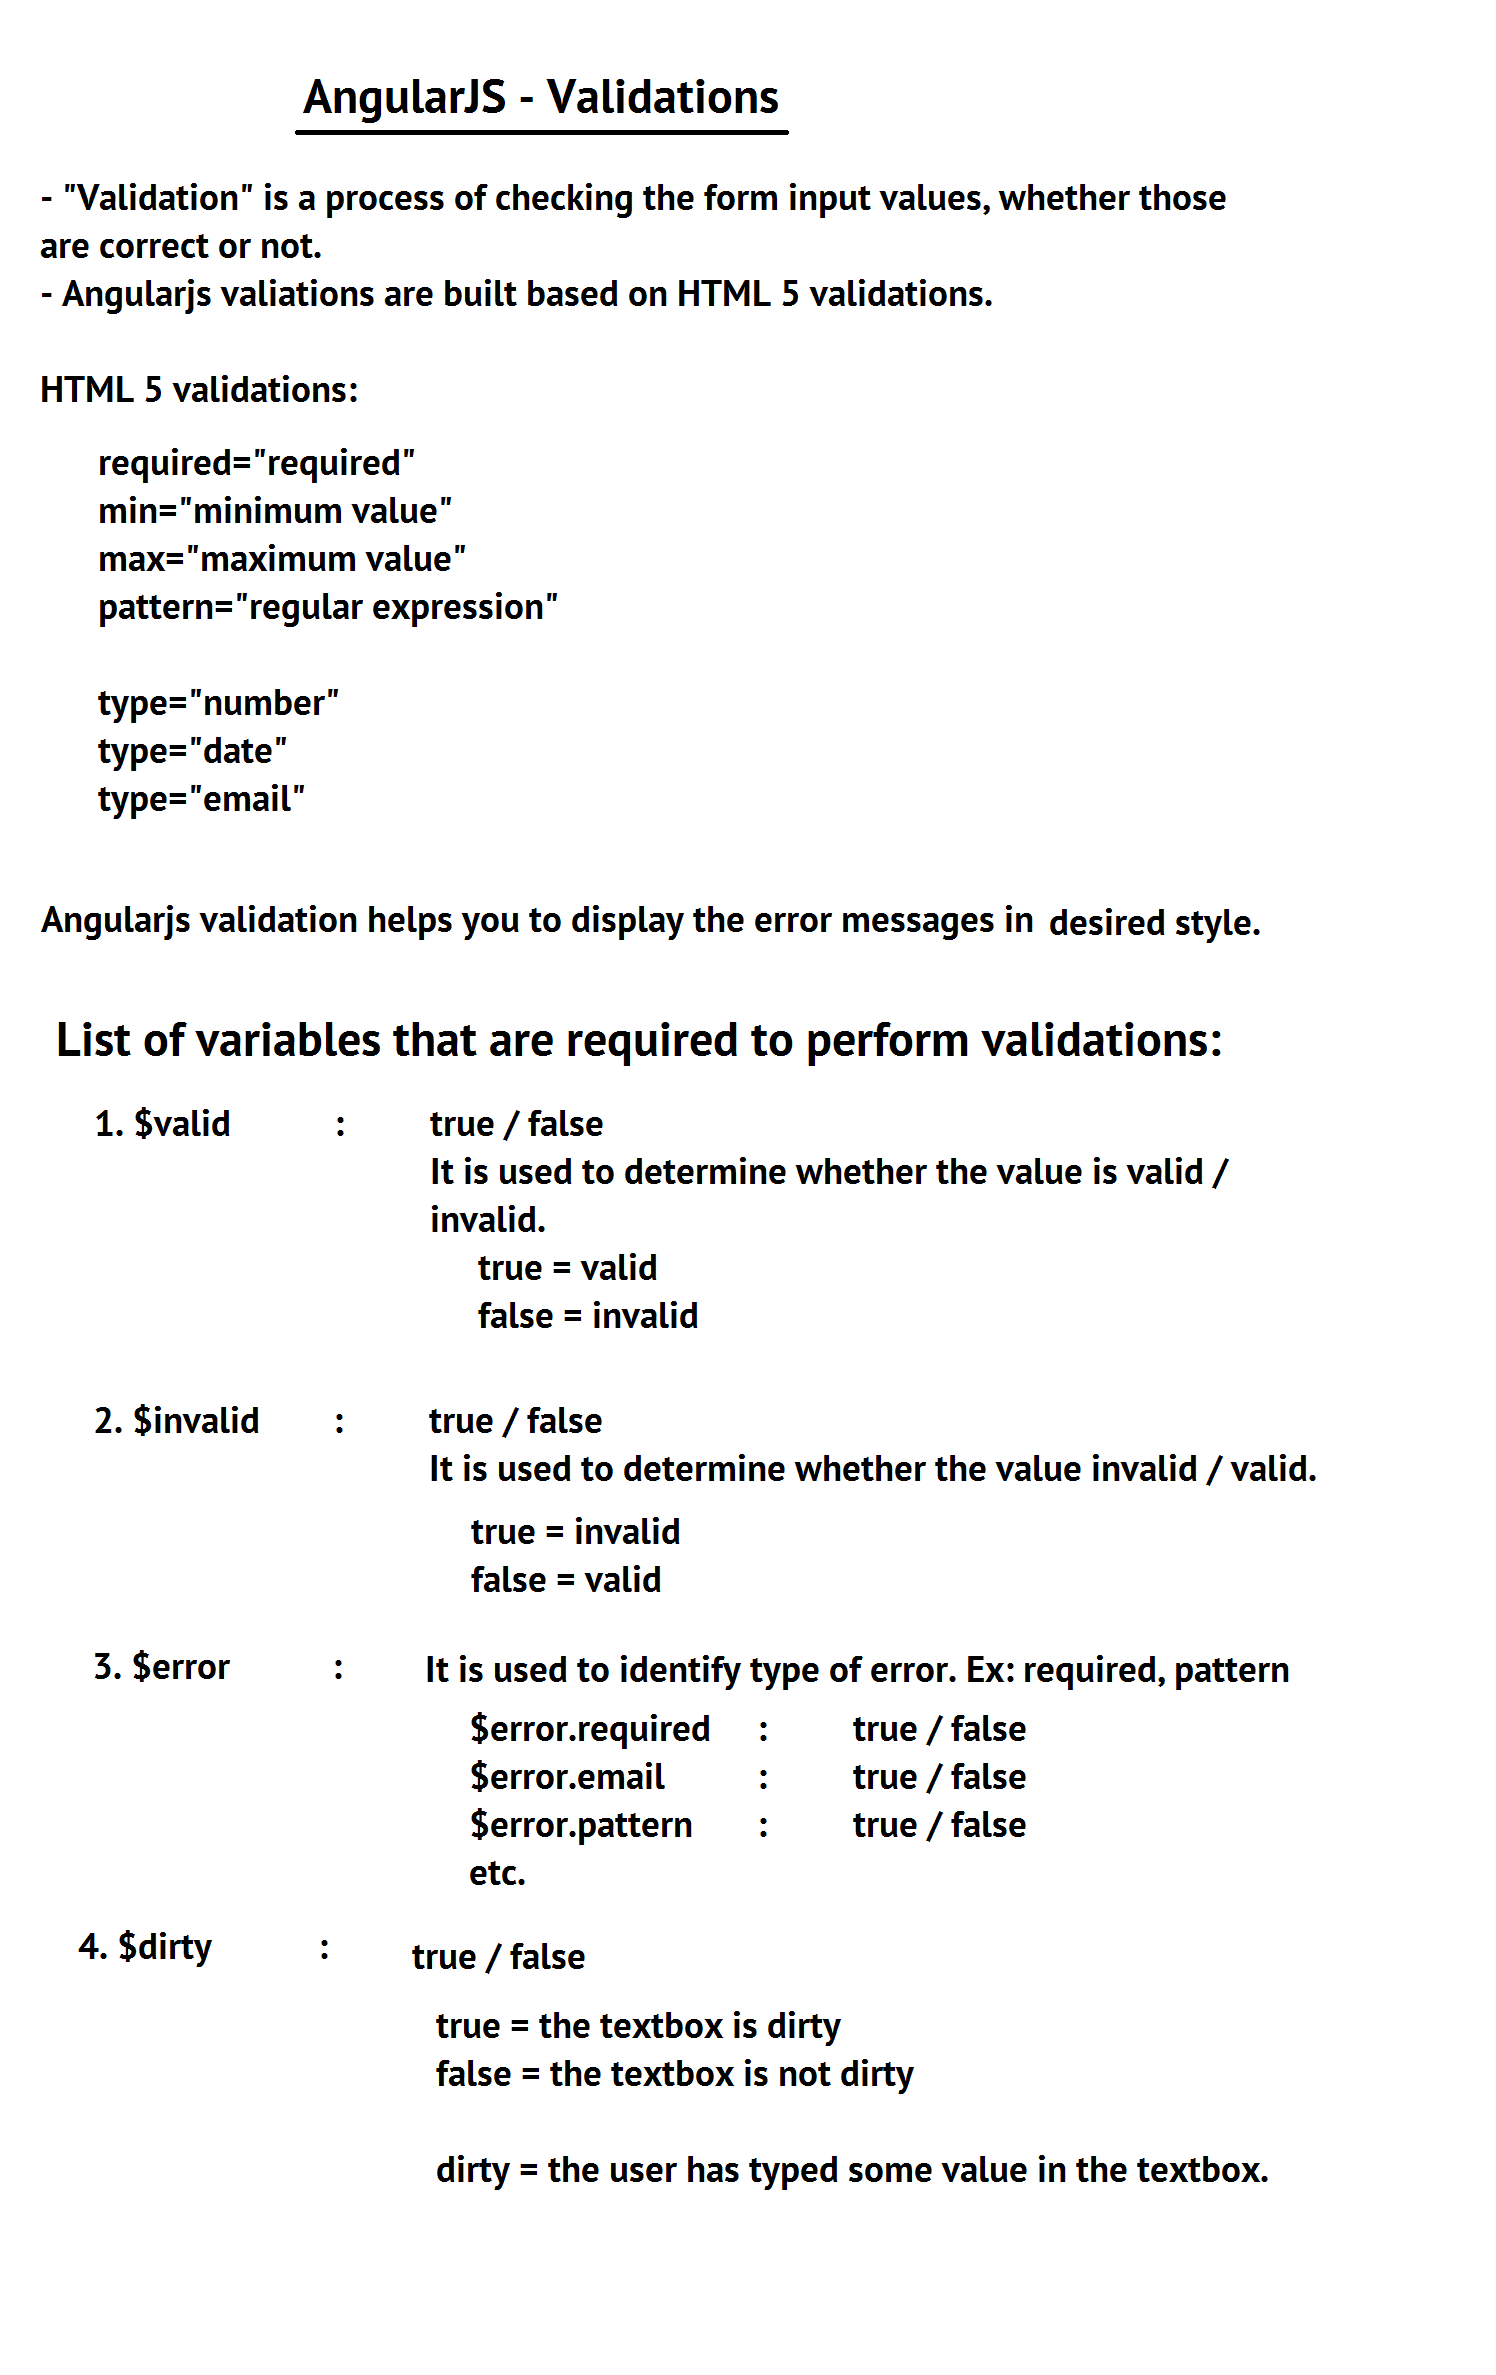 AngularJS - Validations
- "Validation" is a process of checking the form input values, whether those
are correct or not.
- Angularjs valiations are built based on HTML 5 validations.
HTML 5 validations:
required="required"
min="minimum value"
max="maximum value"
pattern="regular expression"
type="number"
type="date"
type="email"
Angularjs validation helps you to display the error messages in desired style.
List of variables that are required to perform validations:
1. $valid : true / false
It is used to determine whether the value is valid /
invalid.
true = valid
false = invalid
2. $invalid : true / false
It is used to determine whether the value invalid / valid.
true = invalid
false = valid
3. $error : It is used to identify type of error. Ex: required, pattern
$error.required : true / false
$error.email : true / false
$error.pattern : true / false
etc.
4. $dirty : true / false
true = the textbox is dirty
false = the textbox is not dirty
dirty = the user has typed some value in the textbox.